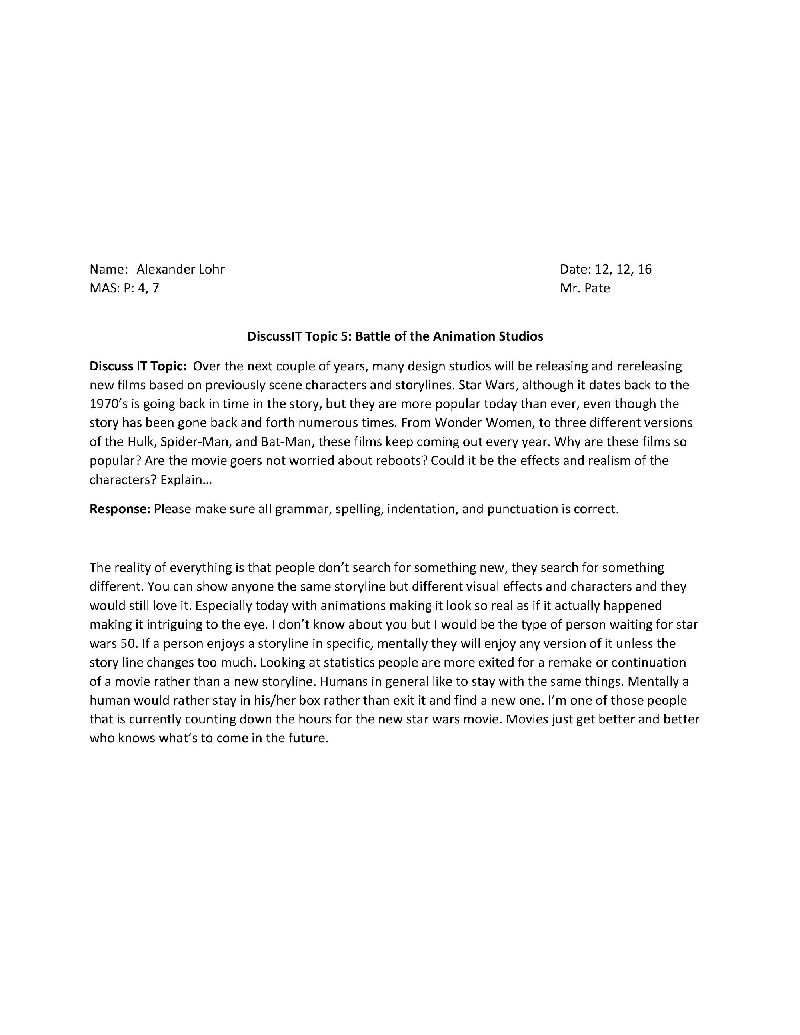 Name: Alexander Lohr Date: 12, 12, 16
MAS: P: 4, 7 Mr. Pate
DiscussIT Topic 5: Battle of the Animation Studios
Discuss IT Topic: Over the next couple of years, many design studios will be releasing and rereleasing
new films based on previously scene characters and storylines. Star Wars, although it dates back to the
1970’s is going back in time in the story, but they are more popular today than ever, even though the
story has been gone back and forth numerous times. From Wonder Women, to three different versions
of the Hulk, Spider-Man, and Bat-Man, these films keep coming out every year. Why are these films so
popular? Are the movie goers not worried about reboots? Could it be the effects and realism of the
characters? Explain…
Response: Please make sure all grammar, spelling, indentation, and punctuation is correct.
The reality of everything is that people don’t search for something new, they search for something
different. You can show anyone the same storyline but different visual effects and characters and they
would still love it. Especially today with animations making it look so real as if it actually happened
making it intriguing to the eye. I don’t know about you but I would be the type of person waiting for star
wars 50. If a person enjoys a storyline in specific, mentally they will enjoy any version of it unless the
story line changes too much. Looking at statistics people are more exited for a remake or continuation
of a movie rather than a new storyline. Humans in general like to stay with the same things. Mentally a
human would rather stay in his/her box rather than exit it and find a new one. I’m one of those people
that is currently counting down the hours for the new star wars movie. Movies just get better and better
who knows what’s to come in the future.